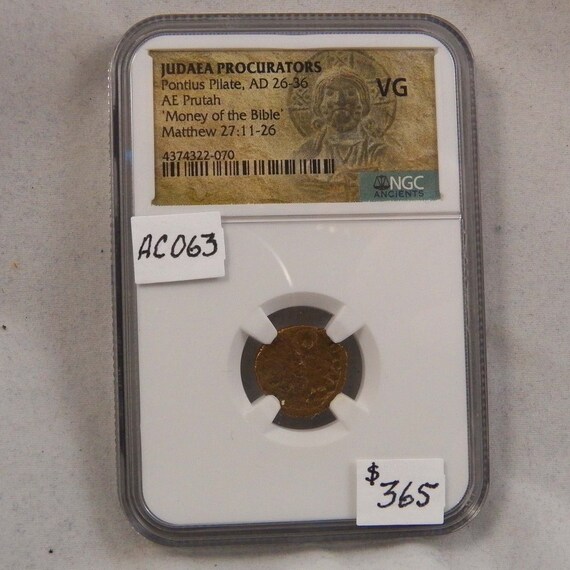 JUDAEA PROCURATORS
Pontius Pilate, AD 26-36
AE Prutah
'Money of the Bible'
Matthew 27:11-26
4374322-070
VG
NGC
ANCIENTS
AC063
$365